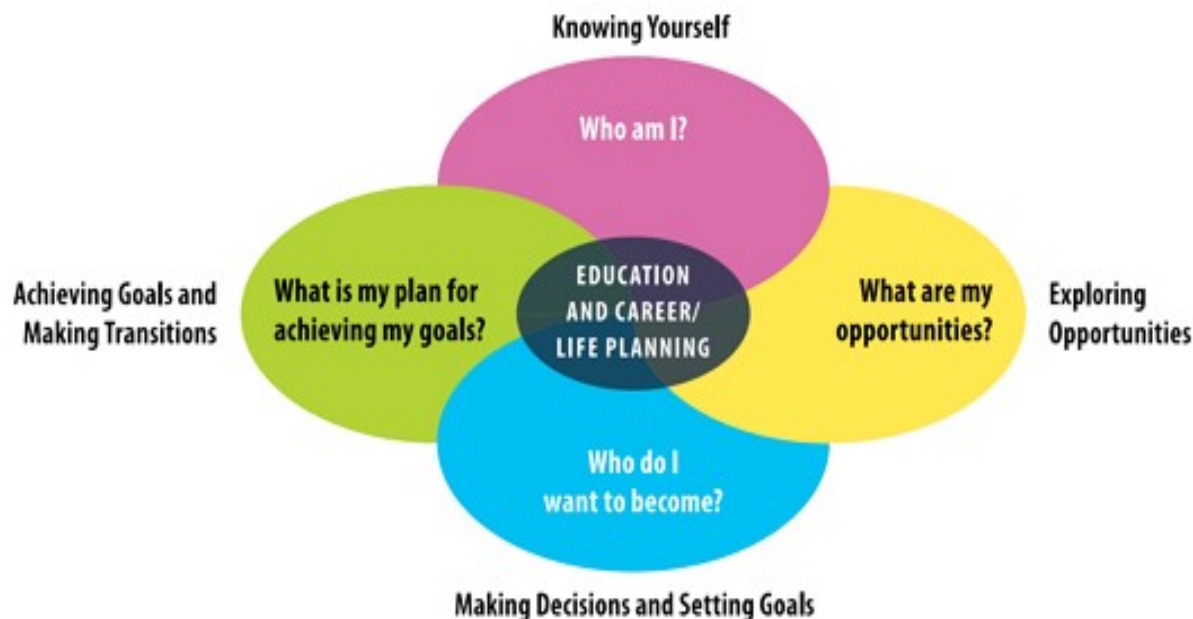 Knowing Yourself
Who am I?
Achieving Goals and
Making Transitions
What is my plan for
achieving my goals?
EDUCATION
AND CAREER/
LIFE PLANNING
What are my
opportunities?
Exploring
Opportunities
Who do I
want to become?
Making Decisions and Setting Goals